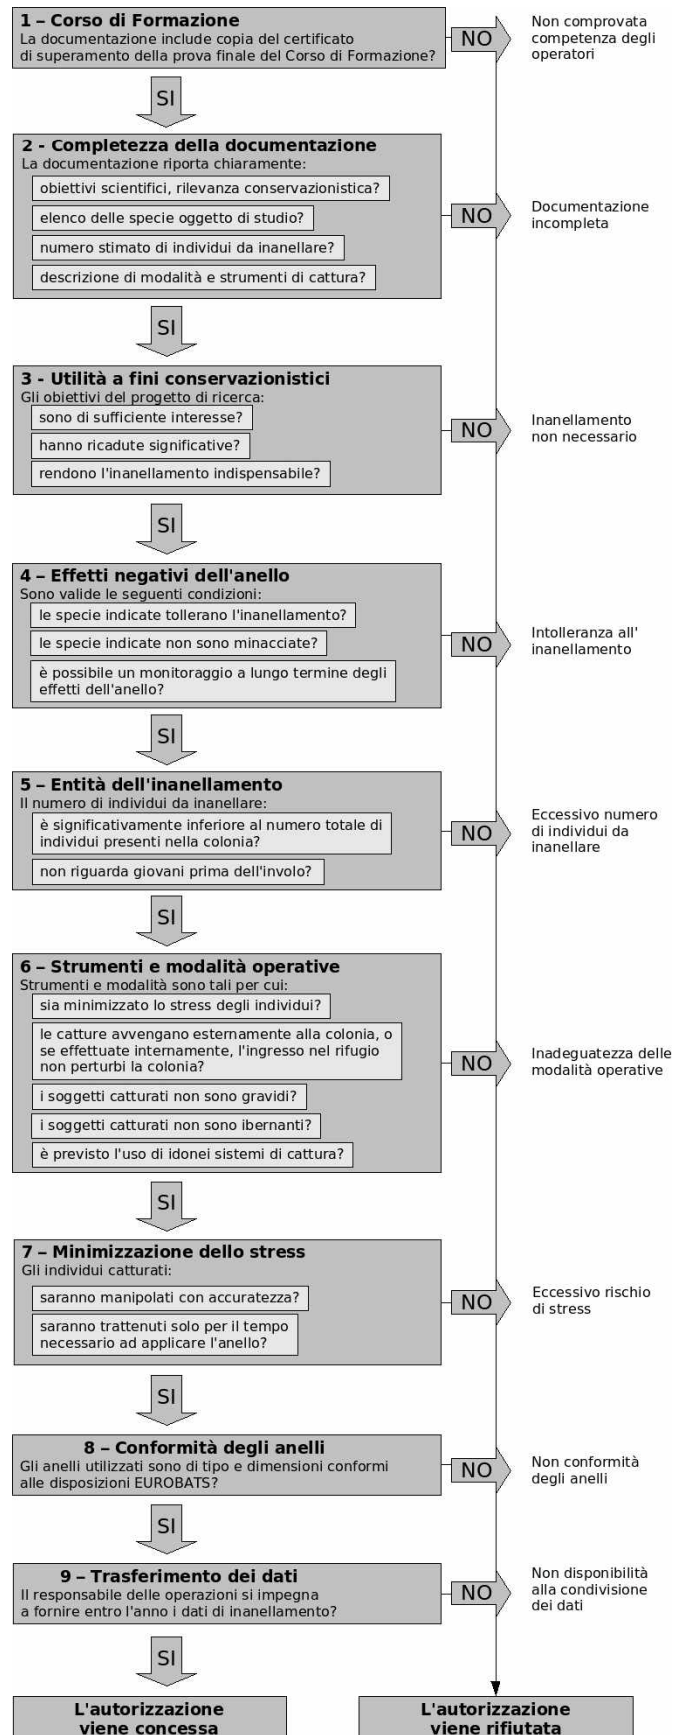 1 – Corso di Formazione
La documentazione include copia del certificato
di superamento della prova finale del Corso di Formazione?
NO
Non comprovata
competenza degli
operatori
SI
2 - Completezza della documentazione
La documentazione riporta chiaramente:
obiettivi scientifici, rilevanza conservazionistica?
elenco delle specie oggetto di studio?
numero stimato di individui da inanellare?
descrizione di modalità e strumenti di cattura?
NO
Documentazione
incompleta
SI
3 - Utilità a fini conservazionistici
Gli obiettivi del progetto di ricerca:
sono di sufficiente interesse?
hanno ricadute significative?
rendono l'inanellamento indispensabile?
NO
Inanellamento
non necessario
SI
4 – Effetti negativi dell'anello
Sono valide le seguenti condizioni:
le specie indicate tollerano l'inanellamento?
le specie indicate non sono minacciate?
è possibile un monitoraggio a lungo termine degli
effetti dell'anello?
NO
Intolleranza all'
inanellamento
SI
5 – Entità dell'inanellamento
Il numero di individui da inanellare:
è significativamente inferiore al numero totale di
individui presenti nella colonia?
non riguarda giovani prima dell'involo?
NO
Eccessivo numero
di individui da
inanellare
SI
6 – Strumenti e modalità operative
Strumenti e modalità sono tali per cui:
sia minimizzato lo stress degli individui?
le catture avvengano esternamente alla colonia, o
se effettuate internamente, l'ingresso nel rifugio
non perturbi la colonia?
i soggetti catturati non sono gravidi?
i soggetti catturati non sono ibernanti?
è previsto l'uso di idonei sistemi di cattura?
NO
Inadeguatezza delle
modalità operative
SI
7 – Minimizzazione dello stress
Gli individui catturati:
saranno manipolati con accuratezza?
saranno trattenuti solo per il tempo
necessario ad applicare l'anello?
NO
Eccessivo rischio
di stress
SI
8 – Conformità degli anelli
Gli anelli utilizzati sono di tipo e dimensioni conformi
alle disposizioni EUROBATS?
NO
Non conformità
degli anelli
SI
9 – Trasferimento dei dati
Il responsabile delle operazioni si impegna
a fornire entro l'anno i dati di inanellamento?
NO
Non disponibilità
alla condivisione
dei dati
SI
L'autorizzazione
viene concessa
L'autorizzazione
viene rifiutata